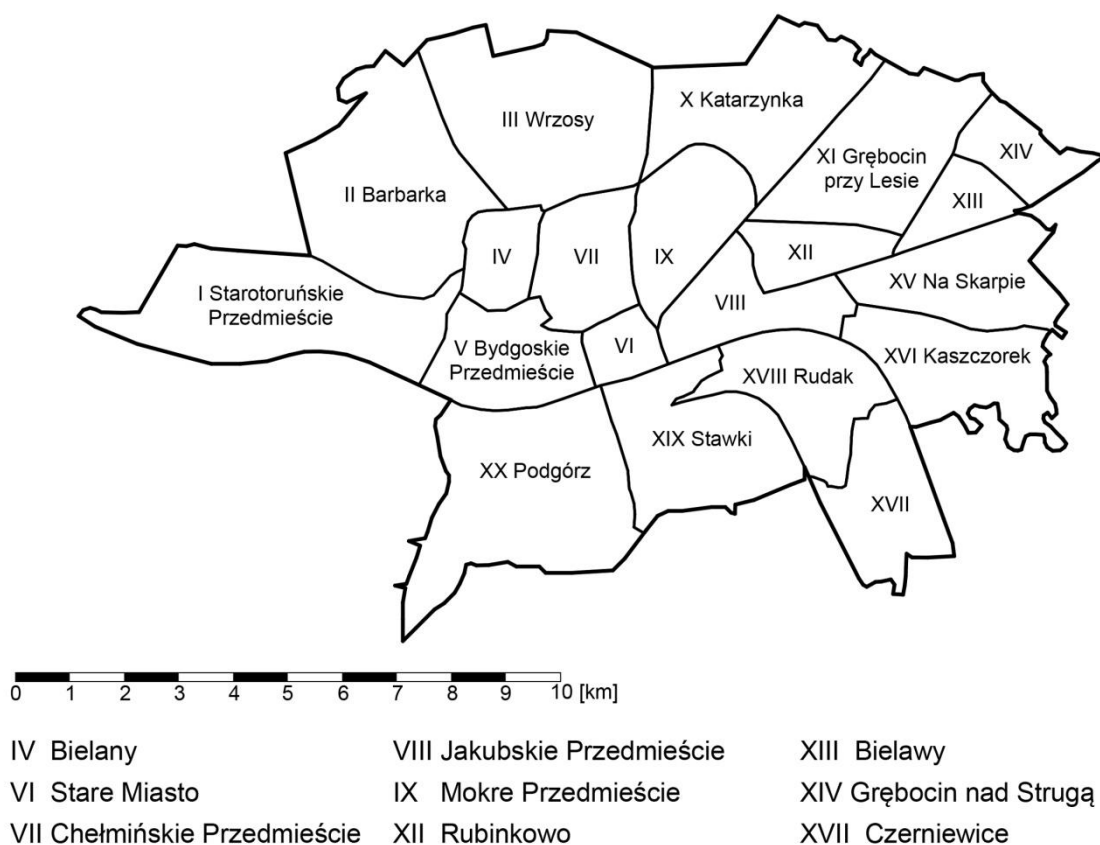 III Wrzosy
X Katarzynka
XIV
XI Grębocin
przy Lesie
II Barbarka
XIII
IV
VII
IX
XII
XV Na Skarpie
I Starotoruńskie
Przedmieście
VIII
V Bydgoskie
Przedmieście
VI
XVI Kaszczorek
XVIII Rudak
XIX Stawki
XX Podgórz
XVII
0 1 2 3 4 5 6 7 8 9 10 [km]
IV Bielany
VI Stare Miasto
VII Chełmińskie Przedmieście
VIII Jakubskie Przedmieście
IX Mokre Przedmieście
XII Rubinkowo
XIII Bielawy
XIV Grębocin nad Strugą
XVII Czerniewice